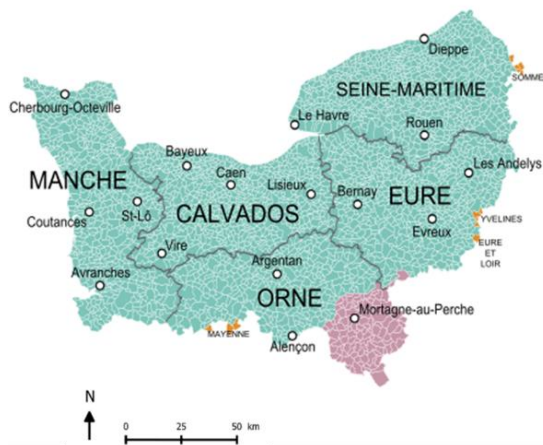 Dieppe
SOMME
SEINE-MARITIME
Cherbourg-Octeville
Le Havre
Rouen
Bayeux
Les Andelys
Caen
MANCHE
Lisieux
Bernay
EURE
St-Lô
CALVADOS
Coutances
YVELINES
Evreux
EURE
ET
LOIR
Vire
Argentan
Avranches
ORNE
Mortagne-au-Perche
MAYENNE
Alençon
N
0 25 50 km